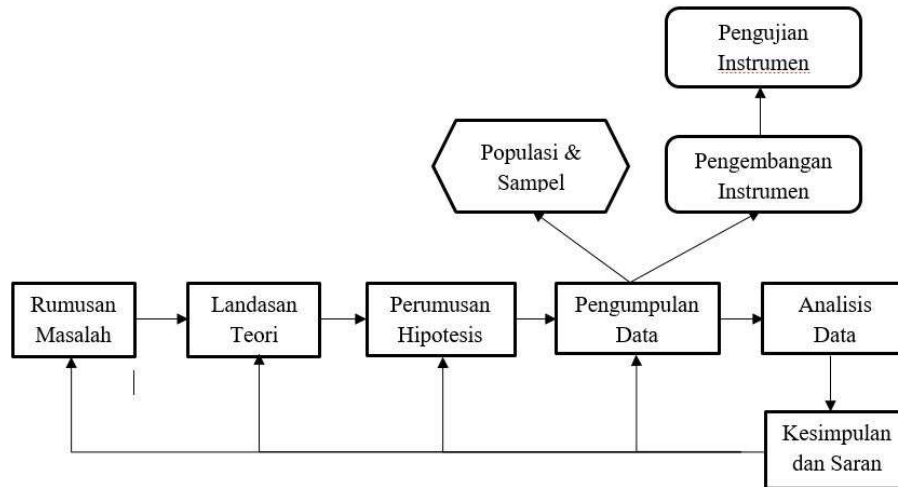 Pengujian
Instrumen
Populasi &
Sampel
Pengembangan
Instrumen
Rumusan
Masalah
Landasan
Teori
Perumusan
Hipotesis
Pengumpulan
Data
Analisis
Data
Kesimpulan
dan Saran